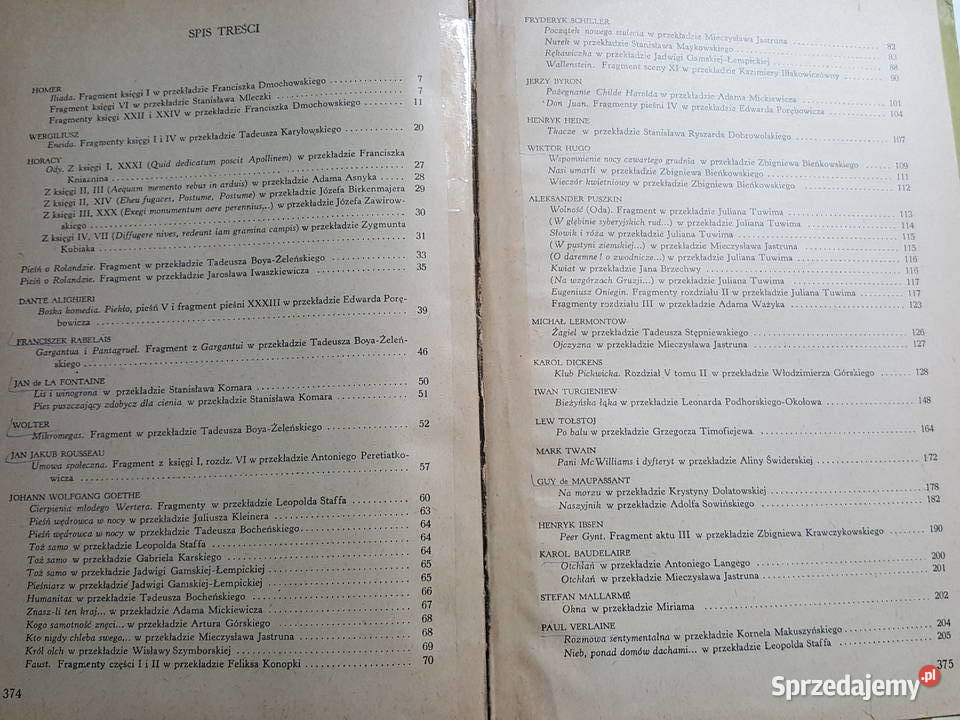 SPIS TREŚCI
HOMER
Iliada. Fragment księgi I w przekładzie Franciszka Dmochowskiego . . . 7
Fragment księgi VI w przekładzie Stanisława Mleczki . . . 7
Fragmenty księgi XXII i XXIV w przekładzie Franciszka Dmochowskiego . . . 11
WERGILIUSZ
Eneida. Fragmenty księgi I i IV w przekładzie Tadeusza Karyłowskiego . . . 20
HORACY
Ody. Z księgi I, XXXI (Quid dedicatum poscit Apollinem) w przekładzie Franciszka
Kniaznina . . . 27
Z księgi II, III (Aequam memento rebus in arduis) w przekładzie Adama Asnyka . . . 28
Z księgi II, XIV (Eheu fugaces, Postume, Postume) w przekładzie Józefa Birkenmajera 29
Z księgi III, XXX (Exegi monumentum aere perennius,..) w przekładzie Józefa Zawirow-
skiego . . . 30
Z księgi IV, VII (Diffugere nives, redeunt iam gramina campis) w przekładzie Zygmunta
Kubiaka . . . 31
Pieśń o Rolandzie. Fragment w przekładzie Tadeusza Boya-Żeleńskiego . . . 33
Pieśń o Rolandzie. Fragment w przekładzie Jarosława Iwaszkiewicza . . . 35
DANTE ALIGHIERI
Boska komedia. Piekło, pieśń V i fragment pieśni XXXIII w przekładzie Edwarda Porę-
bowicza . . . 39
FRANCISZEK RABELAIS
Gargantua i Pantagruel. Fragment z Gargantui w przekładzie Tadeusza Boya-Żeleń-
skiego . . . 46
JAN de LA FONTAINE
Lis i winogrona w przekładzie Stanisława Komara . . . 50
Pies puszczający zdobycz dla cienia w przekładzie Stanisława Komara . . . 51
WOLTER
Mikromegas. Fragment w przekładzie Tadeusza Boya-Żeleńskiego . . . 52
JAN JAKUB ROUSSEAU
Umowa społeczna. Fragment z księgi I, rozdz. VI w przekładzie Antoniego Peretiatko-
wicza . . . 57
JOHANN WOLFGANG GOETHE
Cierpienia młodego Wertera. Fragmenty w przekładzie Leopolda Staffa . . . 60
Pieśń wędrowca w nocy w przekładzie Juliusza Kleinera . . . 63
Pieśń wędrowca w nocy w przekładzie Tadeusza Bocheńskiego . . . 64
Toż samo w przekładzie Leopolda Staffa . . . 64
Toż samo w przekładzie Gabriela Karskiego . . . 64
Toż samo w przekładzie Jadwigi Gamskiej-Łempickiej . . . 65
Pieśniarz w przekładzie Jadwigi Gamskiej-Łempickiej . . . 65
Humanitas w przekładzie Tadeusza Bocheńskiego . . . 66
Znasz-li ten kraj... w przekładzie Adama Mickiewicza . . . 67
Kogo samotność znęci... w przekładzie Artura Górskiego . . . 68
Kto nigdy chleba swego... w przekładzie Mieczysława Jastruna . . . 68
Król olch w przekładzie Wisławy Szymborskiej . . . 69
Faust. Fragmenty części I i II w przekładzie Feliksa Konopki . . . 70
374
FRYDERYK SCHILLER
Początek nowego stulecia w przekładzie Mieczysława Jastruna . . . 82
Nurek w przekładzie Stanisława Maykowskiego . . . 83
Rękawiczka w przekładzie Jadwigi Gamskiej-Łempickiej . . . 88
Wallenstein. Fragment sceny XI w przekładzie Kazimiery Iłłakowiczówny . . . 90
JERZY BYRON
Pożegnanie Childe Harolda w przekładzie Adama Mickiewicza . . . 101
Don Juan. Fragmenty pieśni IV w przekładzie Edwarda Porębowicza . . . 104
HENRYK HEINE
Tkacze w przekładzie Stanisława Ryszarda Dobrowolskiego . . . 107
WIKTOR HUGO
Wspomnienie nocy czwartego grudnia w przekładzie Zbigniewa Bieńkowskiego . . . 109
Nasi umarli w przekładzie Zbigniewa Bieńkowskiego . . . 111
Wieczór kwietniowy w przekładzie Zbigniewa Bieńkowskiego . . . 112
ALEKSANDER PUSZKIN
Wolność (Oda). Fragment w przekładzie Juliana Tuwima . . . 113
(W głębinie syberyjskich rud...) w przekładzie Juliana Tuwima . . . 114
Słowik i róża w przekładzie Juliana Tuwima . . . 115
(W pustyni ziemskiej...) w przekładzie Mieczysława Jastruna . . . 115
(O daremne! o zwodnicze...) w przekładzie Juliana Tuwima . . . 116
Kwiat w przekładzie Jana Brzechwy . . . 116
(Na wzgórzach Gruzji...) w przekładzie Juliana Tuwima . . . 117
Eugeniusz Oniegin. Fragmenty rozdziału II w przekładzie Juliana Tuwima . . . 117
Fragmenty rozdziału III w przekładzie Adama Ważyka . . . 123
MICHAŁ LERMONTOW
Żagiel w przekładzie Tadeusza Stępniewskiego . . . 126
Ojczyzna w przekładzie Mieczysława Jastruna . . . 127
KAROL DICKENS
Klub Pickwicka. Rozdział V tomu II w przekładzie Włodzimierza Górskiego . . . 128
IWAN TURGIENIEW
Bieżyńska łąka w przekładzie Leonarda Podhorskiego-Okołowa . . . 148
LEW TOŁSTOJ
Po balu w przekładzie Grzegorza Timofiejewa . . . 164
MARK TWAIN
Pani McWilliams i dyfteryt w przekładzie Aliny Świderskiej . . . 172
GUY de MAUPASSANT
Na morzu w przekładzie Krystyny Dolatowskiej . . . 178
Naszyjnik w przekładzie Adolfa Sowińskiego . . . 182
HENRYK IBSEN
Peer Gynt. Fragment aktu III w przekładzie Zbigniewa Krawczykowskiego . . . 190
KAROL BAUDELAIRE
Otchłań w przekładzie Antoniego Langego . . . 200
Otchłań w przekładzie Mieczysława Jastruna . . . 201
STEFAN MALLARMÉ
Okna w przekładzie Miriama . . . 202
PAUL VERLAINE
Rozmowa sentymentalna w przekładzie Kornela Makuszyńskiego . . . 204
Nieb, ponad domów dachami... w przekładzie Leopolda Staffa . . . 205
375
Sprzedajemy.pl